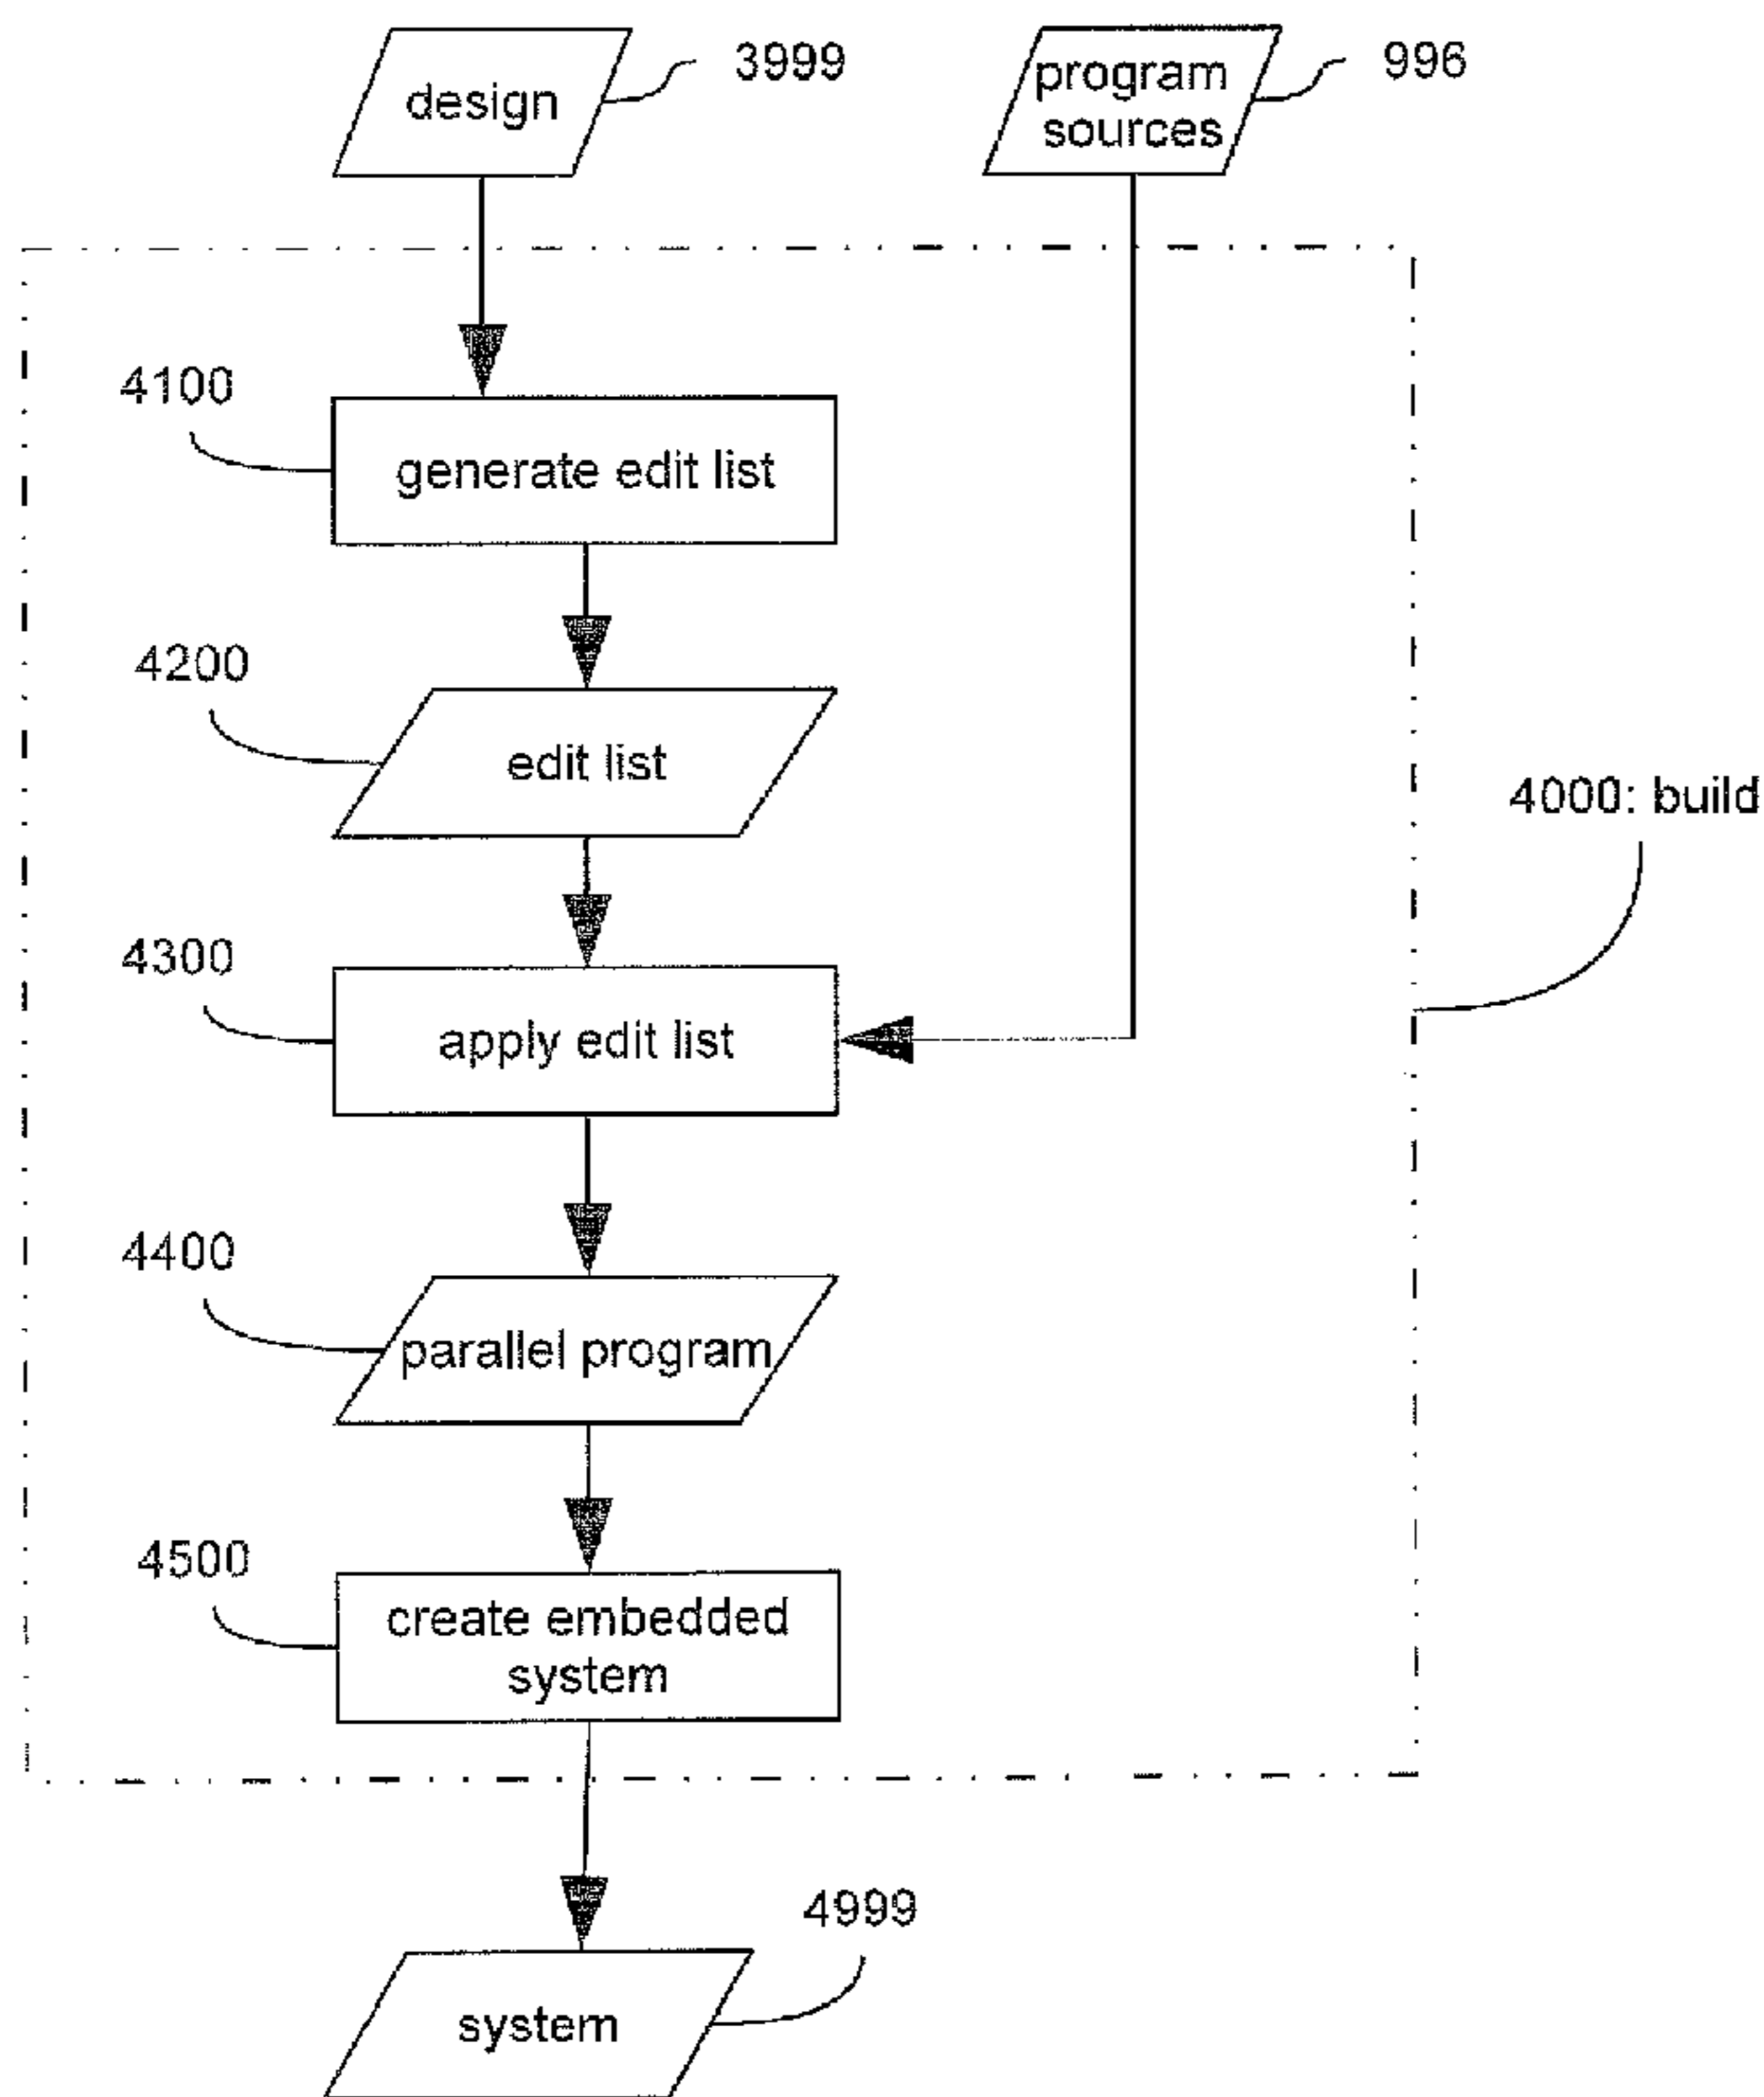 design
3999
program
sources
996
4100
generate edit list
4200
edit list
4000: build
4300
apply edit list
4400
parallel program
4500
create embedded
system
4999
system